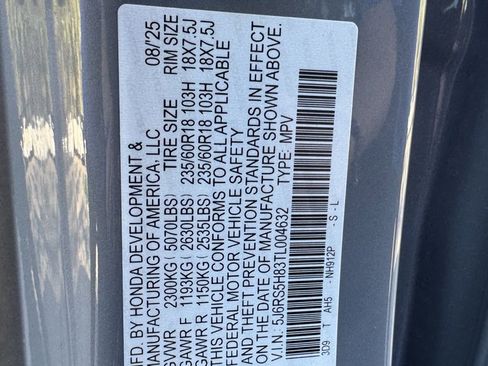 MFD. BY HONDA DEVELOPMENT &
MANUFACTURING OF AMERICA, LLC 08/25
GVWR 2300KG ( 5070LBS) TIRE SIZE RIM SIZE
GAWR F 1193KG ( 2630LBS) 235/60R18 103H 18X7.5J
GAWR R 1150KG ( 2535LBS) 235/60R18 103H 18X7.5J
THIS VEHICLE CONFORMS TO ALL APPLICABLE
FEDERAL MOTOR VEHICLE SAFETY
AND THEFT PREVENTION STANDARDS IN EFFECT
ON THE DATE OF MANUFACTURE SHOWN ABOVE.
V.I.N: 5J6RS5H83TL004632 TYPE: MPV
3D9 T AH5 NH912P - S - L